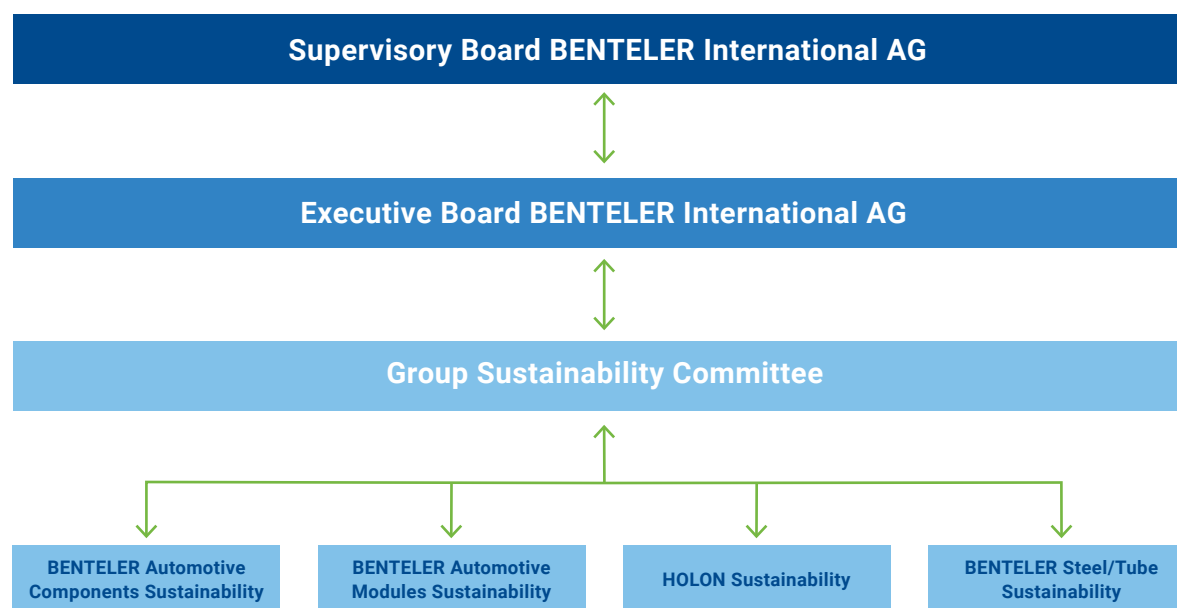 Supervisory Board BENTELER International AG
Executive Board BENTELER International AG
Group Sustainability Committee
BENTELER Automotive
Components Sustainability
BENTELER Automotive
Modules Sustainability
HOLON Sustainability
BENTELER Steel/Tube
Sustainability